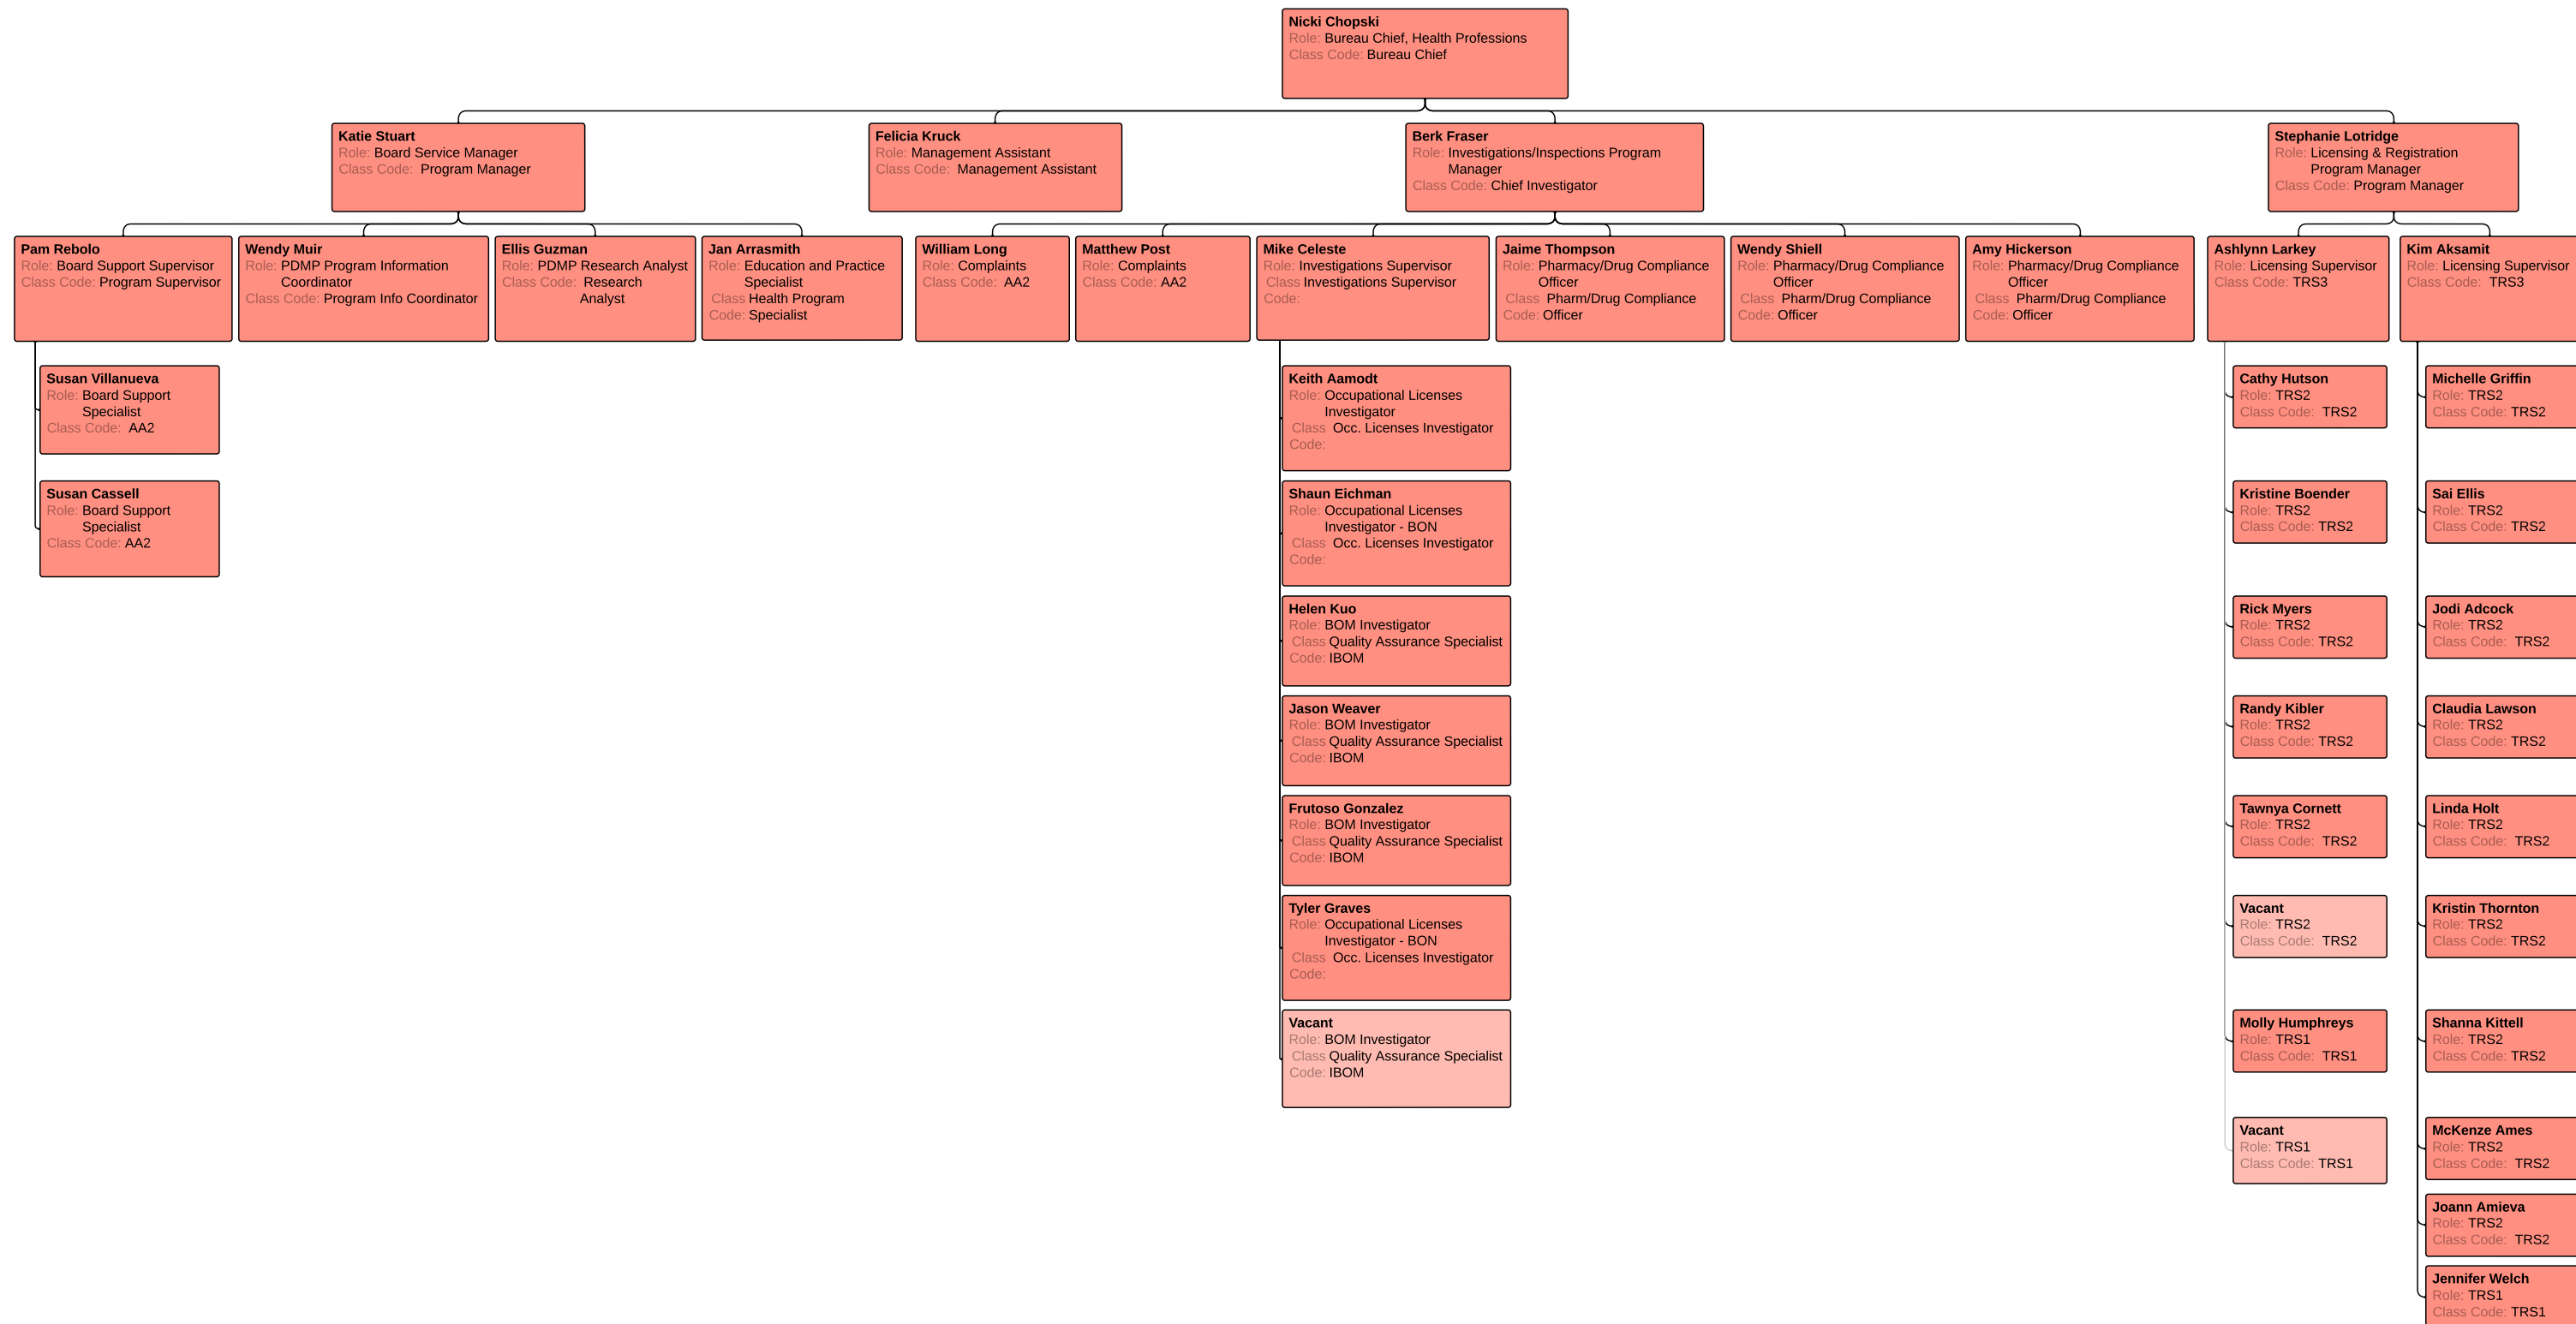 Nicki Chopski
Role: Bureau Chief, Health Professions
Class Code: Bureau Chief
Katie Stuart
Role: Board Service Manager
Class Code: Program Manager
Felicia Kruck
Role: Management Assistant
Class Code: Management Assistant
Berk Fraser
Role: Investigations/Inspections Program
Manager
Class Code: Chief Investigator
Stephanie Lotridge
Role: Licensing & Registration
Program Manager
Class Code: Program Manager
Pam Rebolo
Role: Board Support Supervisor
Class Code: Program Supervisor
Wendy Muir
Role: PDMP Program Information
Coordinator
Class Code: Program Info Coordinator
Ellis Guzman
Role: PDMP Research Analyst
Class Code: Research
Analyst
Jan Arrasmith
Role: Education and Practice
Specialist
Class Health Program
Code: Specialist
William Long
Role: Complaints
Class Code: AA2
Matthew Post
Role: Complaints
Class Code: AA2
Mike Celeste
Role: Investigations Supervisor
Class Investigations Supervisor
Code:
Jaime Thompson
Role: Pharmacy/Drug Compliance
Officer
Class Pharm/Drug Compliance
Code: Officer
Wendy Shiell
Role: Pharmacy/Drug Compliance
Officer
Class Pharm/Drug Compliance
Code: Officer
Amy Hickerson
Role: Pharmacy/Drug Compliance
Officer
Class Pharm/Drug Compliance
Code: Officer
Ashlynn Larkey
Role: Licensing Supervisor
Class Code: TRS3
Kim Aksamit
Role: Licensing Supervisor
Class Code: TRS3
Susan Villanueva
Role: Board Support
Specialist
Class Code: AA2
Susan Cassell
Role: Board Support
Specialist
Class Code: AA2
Keith Aamodt
Role: Occupational Licenses
Investigator
Class Occ. Licenses Investigator
Code:
Shaun Eichman
Role: Occupational Licenses
Investigator - BON
Class Occ. Licenses Investigator
Code:
Helen Kuo
Role: BOM Investigator
Class Quality Assurance Specialist
Code: IBOM
Jason Weaver
Role: BOM Investigator
Class Quality Assurance Specialist
Code: IBOM
Frutoso Gonzalez
Role: BOM Investigator
Class Quality Assurance Specialist
Code: IBOM
Tyler Graves
Role: Occupational Licenses
Investigator - BON
Class Occ. Licenses Investigator
Code:
Vacant
Role: BOM Investigator
Class Quality Assurance Specialist
Code: IBOM
Cathy Hutson
Role: TRS2
Class Code: TRS2
Kristine Boender
Role: TRS2
Class Code: TRS2
Rick Myers
Role: TRS2
Class Code: TRS2
Randy Kibler
Role: TRS2
Class Code: TRS2
Tawnya Cornett
Role: TRS2
Class Code: TRS2
Vacant
Role: TRS2
Class Code: TRS2
Molly Humphreys
Role: TRS1
Class Code: TRS1
Vacant
Role: TRS1
Class Code: TRS1
Michelle Griffin
Role: TRS2
Class Code: TRS2
Sai Ellis
Role: TRS2
Class Code: TRS2
Jodi Adcock
Role: TRS2
Class Code: TRS2
Claudia Lawson
Role: TRS2
Class Code: TRS2
Linda Holt
Role: TRS2
Class Code: TRS2
Kristin Thornton
Role: TRS2
Class Code: TRS2
Shanna Kittell
Role: TRS2
Class Code: TRS2
McKenze Ames
Role: TRS2
Class Code: TRS2
Joann Amieva
Role: TRS2
Class Code: TRS2
Jennifer Welch
Role: TRS1
Class Code: TRS1